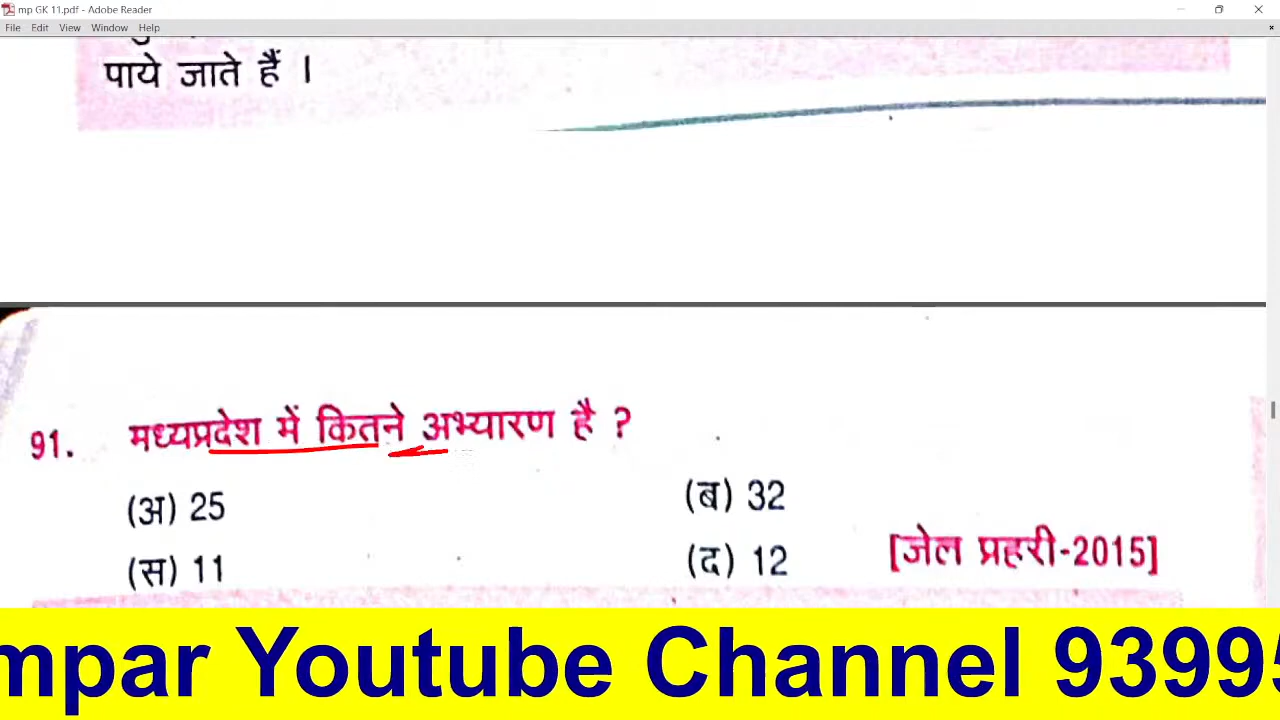 mp GK 11.pdf - Adobe Reader
File Edit View Window Help
पाये जाते हैं ।
91. मध्यप्रदेश में कितने अभ्यारण है ?
(अ) 25 (ब) 32
(स) 11 (द) 12 [जेल प्रहरी-2015]
mpar Youtube Channel 93995